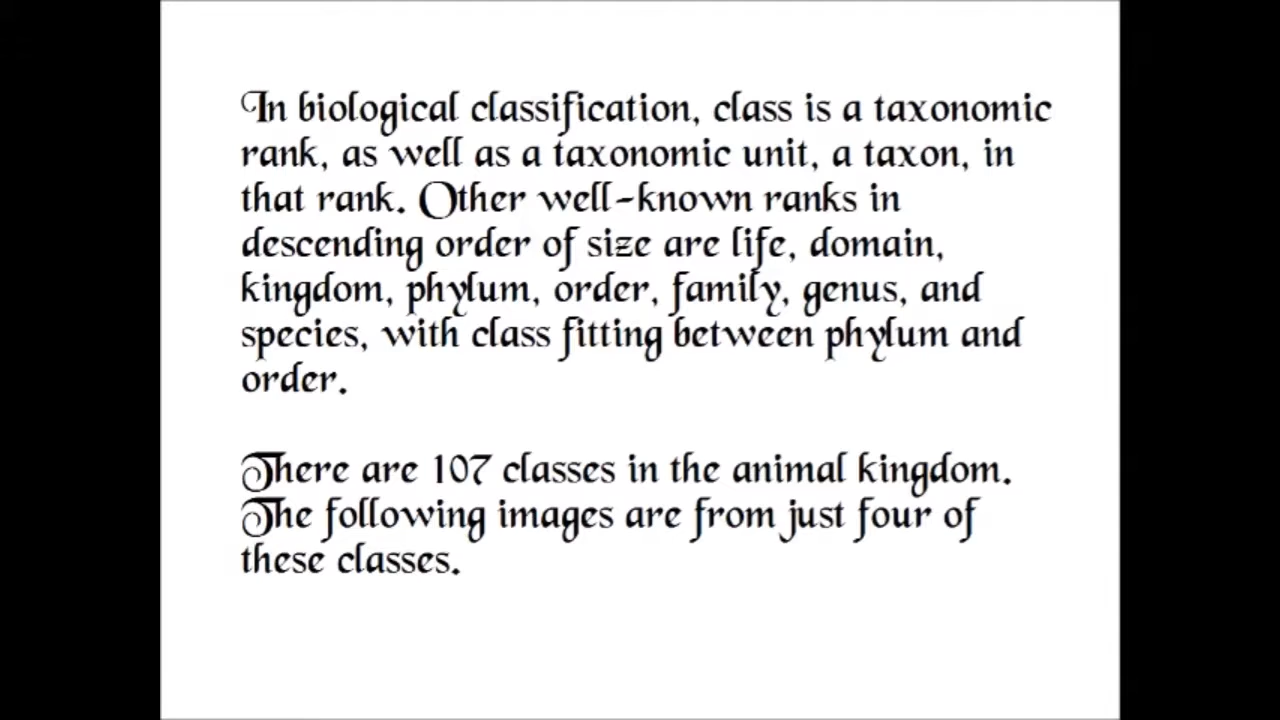 In biological classification, class is a taxonomic
rank, as well as a taxonomic unit, a taxon, in
that rank. Other well-known ranks in
descending order of size are life, domain,
kingdom, phylum, order, family, genus, and
species, with class fitting between phylum and
order.
There are 107 classes in the animal kingdom.
The following images are from just four of
these classes.